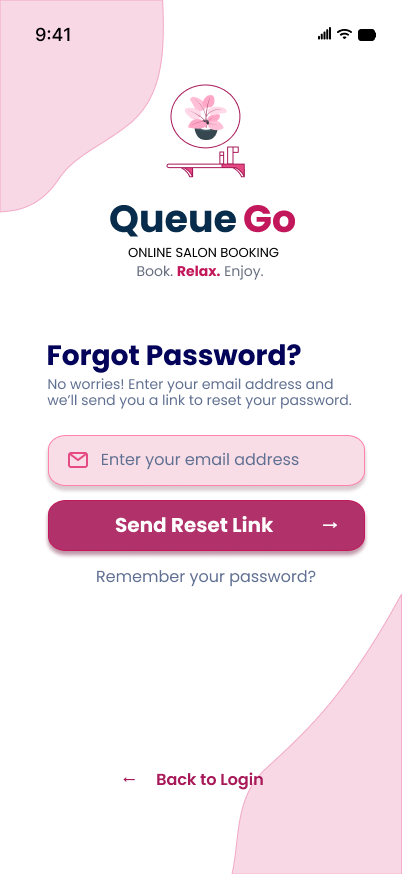 9:41
Queue Go
ONLINE SALON BOOKING
Book. Relax. Enjoy.
Forgot Password?
No worries! Enter your email address and
we’ll send you a link to reset your password.
Enter your email address
Send Reset Link →
Remember your password?
← Back to Login